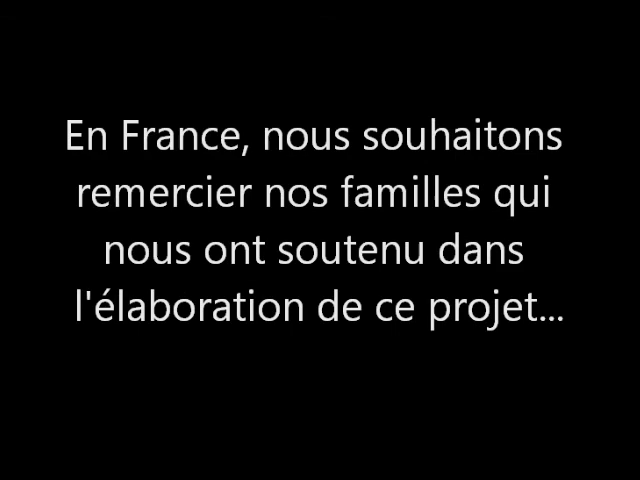 En France, nous souhaitons
remercier nos familles qui
nous ont soutenu dans
l'élaboration de ce projet...